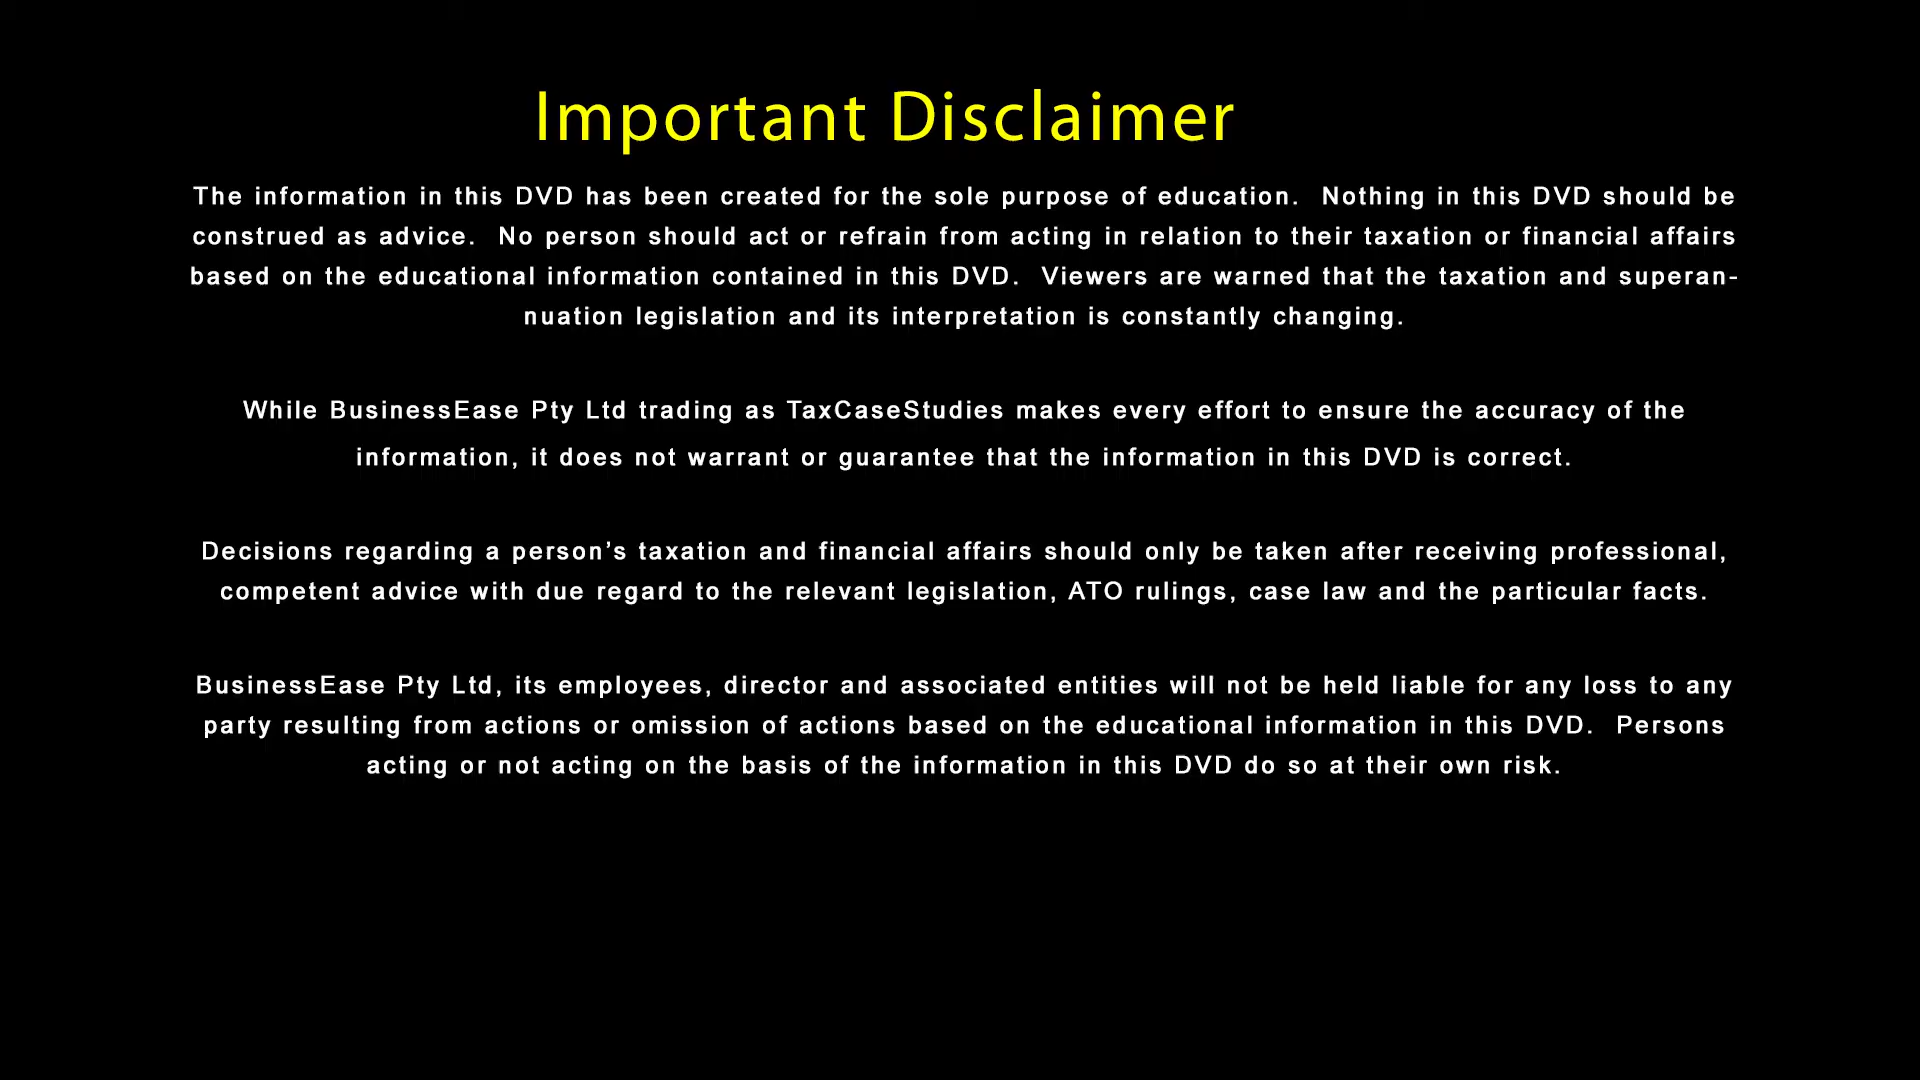 Important Disclaimer
The information in this DVD has been created for the sole purpose of education.  Nothing in this DVD should be
construed as advice.  No person should act or refrain from acting in relation to their taxation or financial affairs
based on the educational information contained in this DVD.  Viewers are warned that the taxation and superan-
nuation legislation and its interpretation is constantly changing.
While BusinessEase Pty Ltd trading as TaxCaseStudies makes every effort to ensure the accuracy of the
information, it does not warrant or guarantee that the information in this DVD is correct.
Decisions regarding a person’s taxation and financial affairs should only be taken after receiving professional,
competent advice with due regard to the relevant legislation, ATO rulings, case law and the particular facts.
BusinessEase Pty Ltd, its employees, director and associated entities will not be held liable for any loss to any
party resulting from actions or omission of actions based on the educational information in this DVD.  Persons
acting or not acting on the basis of the information in this DVD do so at their own risk.